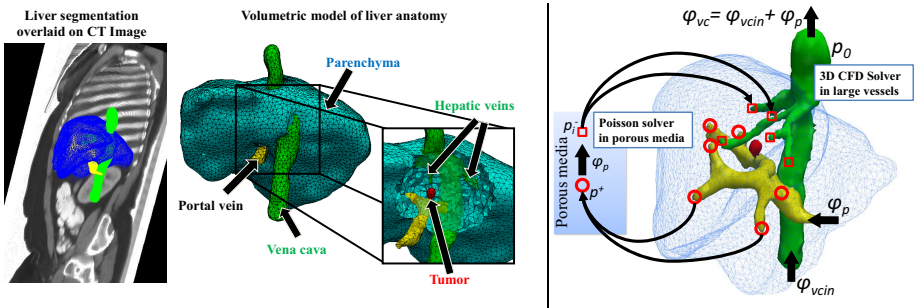 Liver segmentation
overlaid on CT Image
Volumetric model of liver anatomy
Parenchyma
Hepatic veins
Portal vein
Vena cava
Tumor
φvc= φvcin+ φp
p0
3D CFD Solver
in large vessels
Poisson solver
in porous media
Porous media
pi-
φp
p+
φp
φvcin